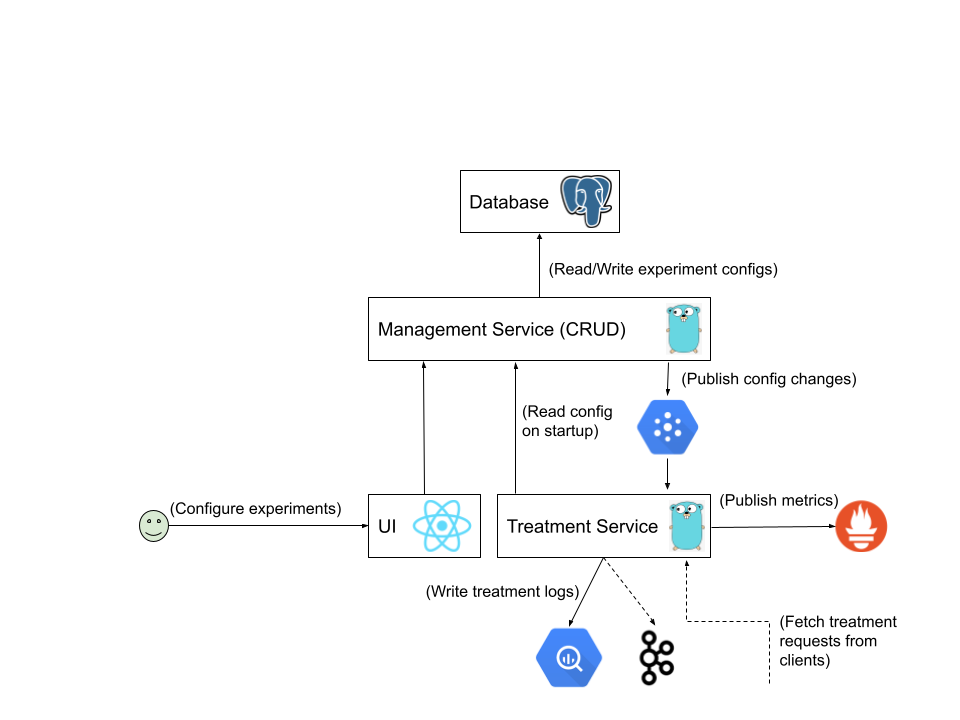 Database
(Read/Write experiment configs)
Management Service (CRUD)
(Publish config changes)
(Read config
on startup)
(Configure experiments)
UI
Treatment Service
(Publish metrics)
(Write treatment logs)
(Fetch treatment
requests from
clients)